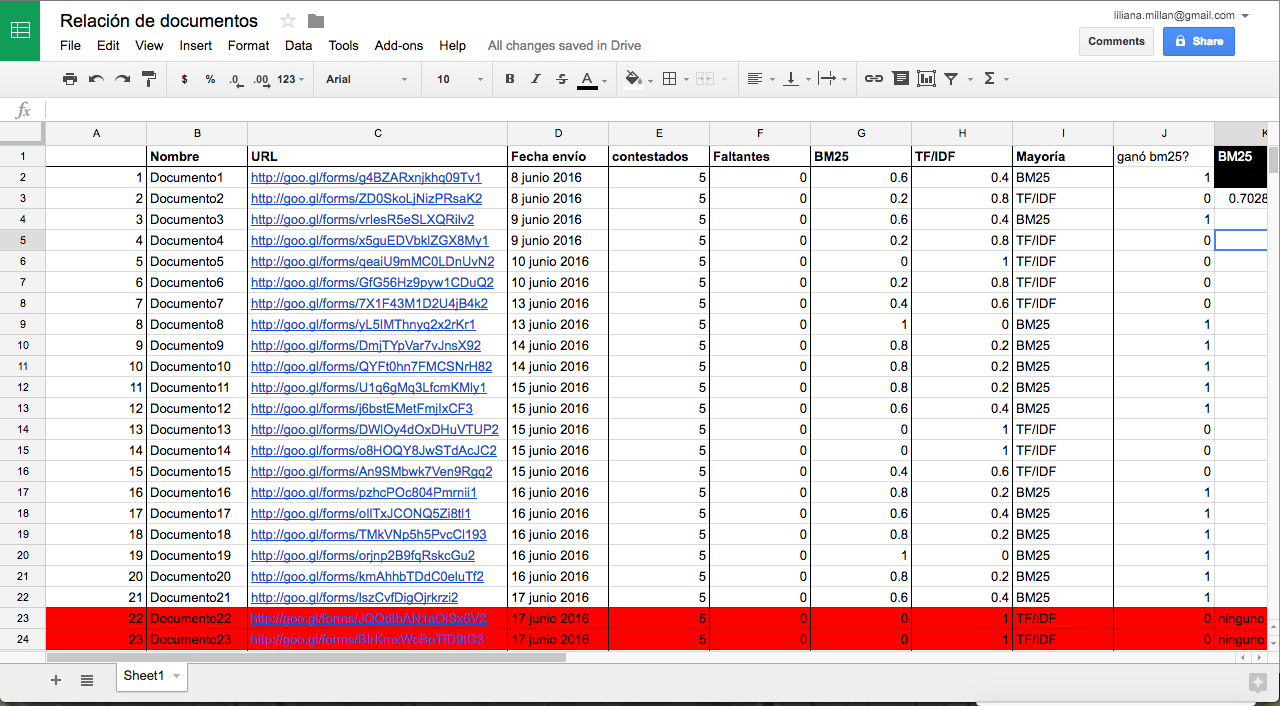 Relación de documentos
liliana.millan@gmail.com
File Edit View Insert Format Data Tools Add-ons Help All changes saved in Drive
Comments Share
$ % .0 .00 123 Arial 10 B I S A Σ
fx
A B C D E F G H I J K
1 Nombre URL Fecha envío contestados Faltantes BM25 TF/IDF Mayoría ganó bm25? BM25
2 1 Documento1 http://goo.gl/forms/g4BZARxnjkhq09Tv1 8 junio 2016 5 0 0.6 0.4 BM25 1
3 2 Documento2 http://goo.gl/forms/ZD0SkoLjNizPRsaK2 8 junio 2016 5 0 0.2 0.8 TF/IDF 0 0.7028
4 3 Documento3 http://goo.gl/forms/vrlesR5eSLXQRilv2 9 junio 2016 5 0 0.6 0.4 BM25 1
5 4 Documento4 http://goo.gl/forms/x5guEDVbklZGX8My1 9 junio 2016 5 0 0.2 0.8 TF/IDF 0
6 5 Documento5 http://goo.gl/forms/qeaiU9mMC0LDnUvN2 10 junio 2016 5 0 0 1 TF/IDF 0
7 6 Documento6 http://goo.gl/forms/GfG56Hz9pyw1CDuQ2 10 junio 2016 5 0 0.2 0.8 TF/IDF 0
8 7 Documento7 http://goo.gl/forms/7X1F43M1D2U4jB4k2 13 junio 2016 5 0 0.4 0.6 TF/IDF 0
9 8 Documento8 http://goo.gl/forms/yL5IMThnyq2x2rKr1 13 junio 2016 5 0 1 0 BM25 1
10 9 Documento9 http://goo.gl/forms/DmjTYpVar7vJnsX92 14 junio 2016 5 0 0.8 0.2 BM25 1
11 10 Documento10 http://goo.gl/forms/QYFt0hn7FMCSNrH82 14 junio 2016 5 0 0.8 0.2 BM25 1
12 11 Documento11 http://goo.gl/forms/U1q6gMq3LfcmKMly1 15 junio 2016 5 0 0.8 0.2 BM25 1
13 12 Documento12 http://goo.gl/forms/j6bstEMetFmjIxCF3 15 junio 2016 5 0 0.6 0.4 BM25 1
14 13 Documento13 http://goo.gl/forms/DWlOy4dOxDHuVTUP2 15 junio 2016 5 0 0 1 TF/IDF 0
15 14 Documento14 http://goo.gl/forms/o8HOQY8JwSTdAcJC2 15 junio 2016 5 0 0 1 TF/IDF 0
16 15 Documento15 http://goo.gl/forms/An9SMbwk7Ven9Rgq2 15 junio 2016 5 0 0.4 0.6 TF/IDF 0
17 16 Documento16 http://goo.gl/forms/pzhcPOc804Pmrnii1 16 junio 2016 5 0 0.8 0.2 BM25 1
18 17 Documento17 http://goo.gl/forms/oIlTxJCONQ5Zi8tl1 16 junio 2016 5 0 0.6 0.4 BM25 1
19 18 Documento18 http://goo.gl/forms/TMkVNp5h5PvcCl193 16 junio 2016 5 0 0.8 0.2 BM25 1
20 19 Documento19 http://goo.gl/forms/orjnp2B9fqRskcGu2 16 junio 2016 5 0 1 0 BM25 1
21 20 Documento20 http://goo.gl/forms/kmAhhbTDdC0eluTf2 16 junio 2016 5 0 0.8 0.2 BM25 1
22 21 Documento21 http://goo.gl/forms/lszCvfDigOjrkrzi2 17 junio 2016 5 0 0.6 0.4 BM25 1
23 22 Documento22 17 junio 2016 5 0 0 1 TF/IDF 0 ninguno
24 23 Documento23 17 junio 2016 5 0 0 1 TF/IDF 0 ninguno
Sheet1